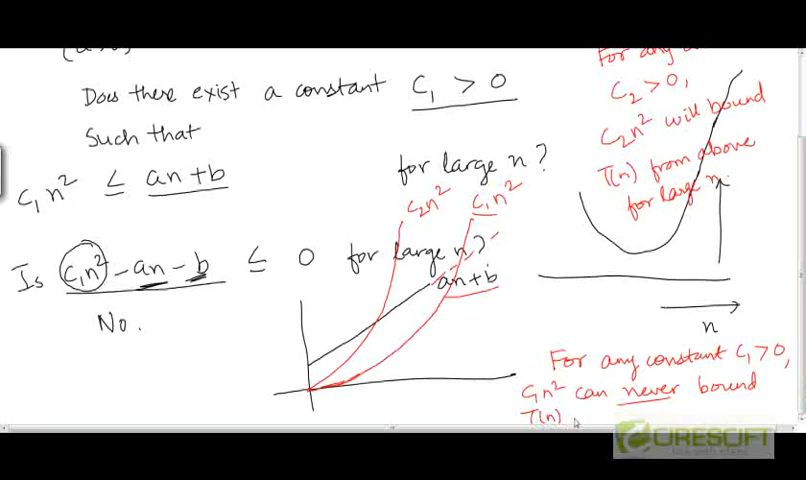 Does there exist a constant C₁ > 0
Such that
C₁n² ≤ an+b for large n?
Is C₁n² - an - b ≤ 0 for large n?
No.
C₂n² C₁n²
an+b
For any
C₂ > 0,
C₂n² will bound
T(n) from above
for large n
n
For any constant C₁ > 0,
C₁n² can never bound
T(n)
CIRESCIFT